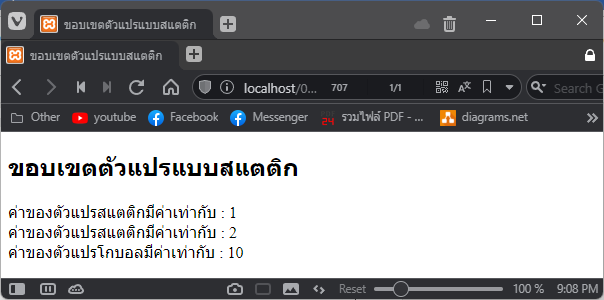 ขอบเขตตัวแปรแบบสแตติก
ขอบเขตตัวแปรแบบสแตติก
localhost/0... 707 1/1 Search G
Other youtube Facebook Messenger 24 รวมไฟล์ PDF - ... diagrams.net
ขอบเขตตัวแปรแบบสแตติก
ค่าของตัวแปรสแตติกมีค่าเท่ากับ : 1
ค่าของตัวแปรสแตติกมีค่าเท่ากับ : 2
ค่าของตัวแปรโกบอลมีค่าเท่ากับ : 10
Reset 100 % 9:08 PM